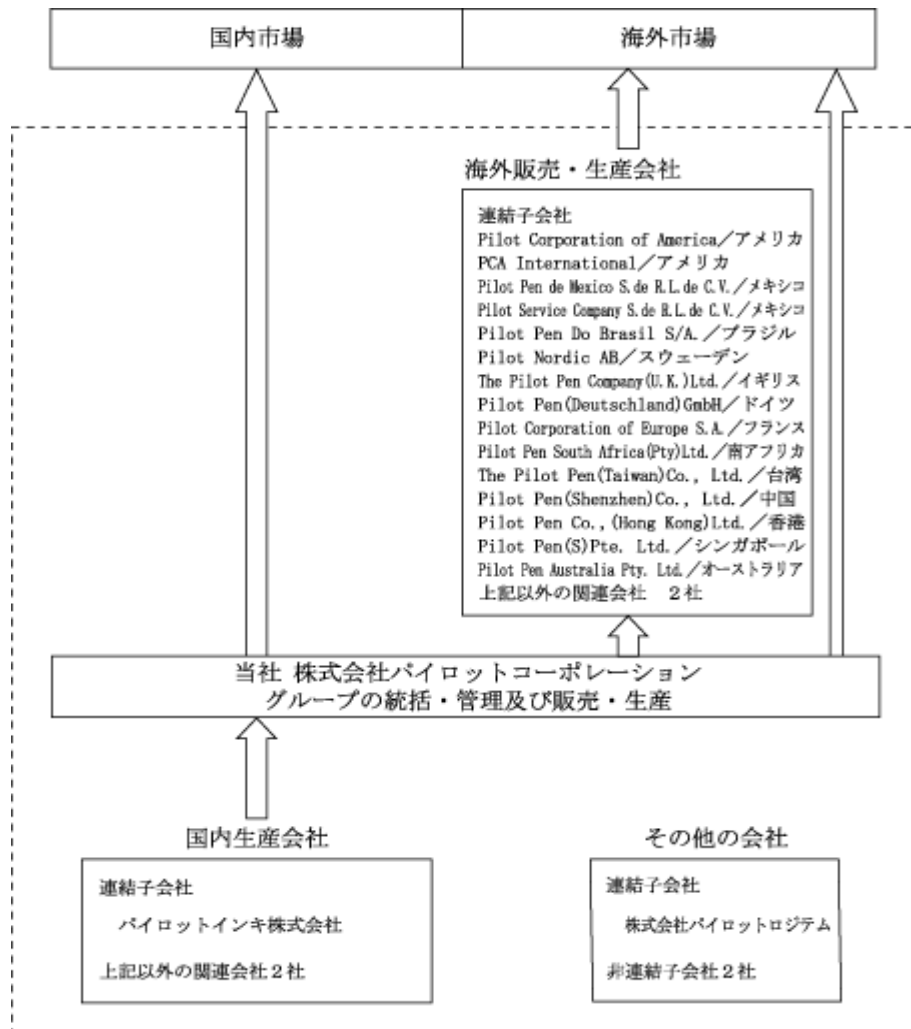 国内市場
海外市場
海外販売・生産会社
連結子会社
Pilot Corporation of America／アメリカ
PCA International／アメリカ
Pilot Pen de Mexico S.de R.L.de C.V.／メキシコ
Pilot Service Company S.de R.L.de C.V.／メキシコ
Pilot Pen Do Brasil S/A.／ブラジル
Pilot Nordic AB／スウェーデン
The Pilot Pen Company(U.K.)Ltd.／イギリス
Pilot Pen(Deutschland)GmbH／ドイツ
Pilot Corporation of Europe S.A.／フランス
Pilot Pen South Africa(Pty)Ltd.／南アフリカ
The Pilot Pen(Taiwan)Co., Ltd.／台湾
Pilot Pen(Shenzhen)Co., Ltd.／中国
Pilot Pen Co.,(Hong Kong)Ltd.／香港
Pilot Pen(S)Pte. Ltd.／シンガポール
Pilot Pen Australia Pty. Ltd.／オーストラリア
上記以外の関連会社　２社
当社 株式会社パイロットコーポレーション
グループの統括・管理及び販売・生産
国内生産会社
連結子会社
パイロットインキ株式会社
上記以外の関連会社２社
その他の会社
連結子会社
株式会社パイロットロジテム
非連結子会社２社